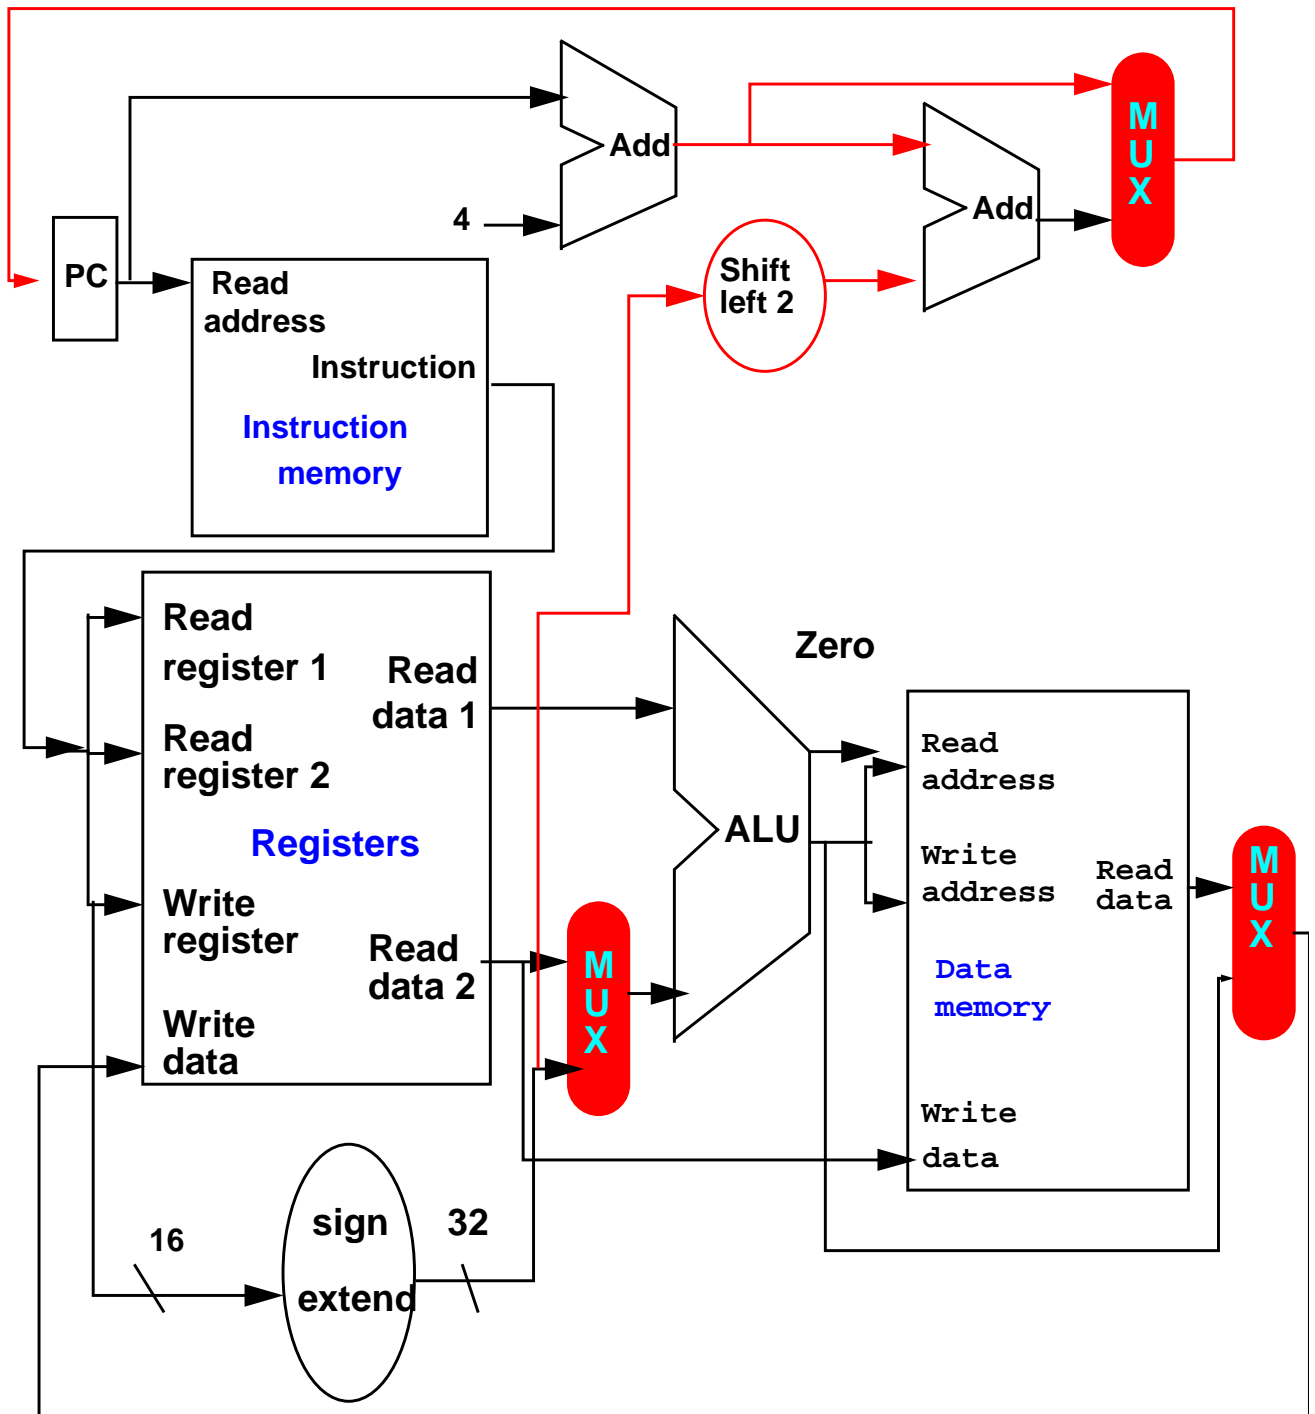 Add
M
U
X
Add
4
PC
Shift
left 2
Read
address
Instruction
Instruction
memory
Read
register 1
Read
data 1
Zero
Read
register 2
Read
address
ALU
Registers
Write
address
Read
data
M
U
X
Write
register
Read
data 2
M
U
X
Data
memory
Write
data
Write
data
16
sign
extend
32